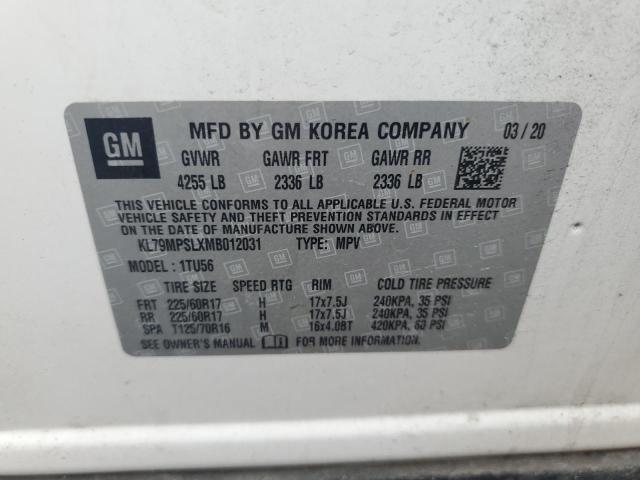 GM MFD BY GM KOREA COMPANY 03/20
GVWR GAWR FRT GAWR RR
4255 LB 2336 LB 2336 LB
THIS VEHICLE CONFORMS TO ALL APPLICABLE U.S. FEDERAL MOTOR
VEHICLE SAFETY AND THEFT PREVENTION STANDARDS IN EFFECT
ON THE DATE OF MANUFACTURE SHOWN ABOVE.
KL79MPSLXMB012031 TYPE: MPV
MODEL: 1TU56
TIRE SIZE SPEED RTG RIM COLD TIRE PRESSURE
FRT 225/60R17 H 17x7.5J 240KPA, 35 PSI
RR 225/60R17 H 17x7.5J 240KPA, 35 PSI
SPA T125/70R16 M 16x4.0BT 420KPA, 60 PSI
SEE OWNER'S MANUAL FOR MORE INFORMATION.